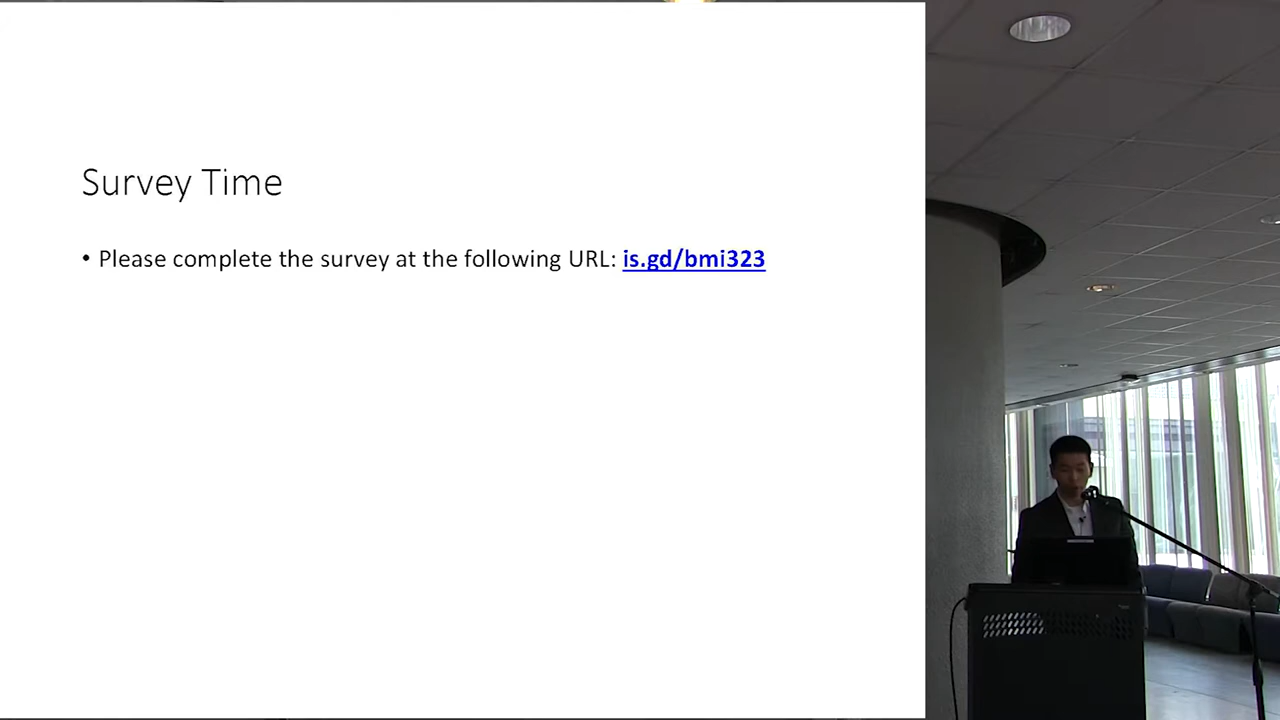 Survey Time
• Please complete the survey at the following URL: is.gd/bmi323